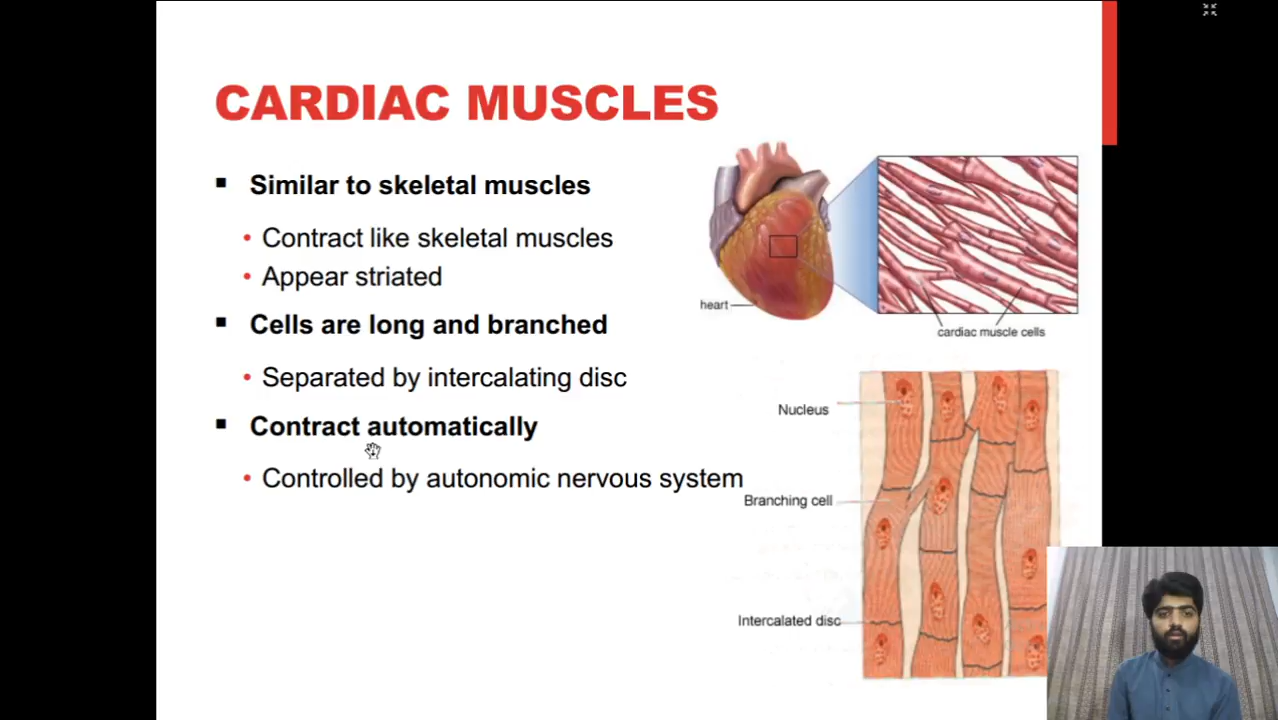 CARDIAC MUSCLES
Similar to skeletal muscles
Contract like skeletal muscles
Appear striated
Cells are long and branched
Separated by intercalating disc
Contract automatically
Controlled by autonomic nervous system
heart
cardiac muscle cells
Nucleus
Branching cell
Intercalated disc